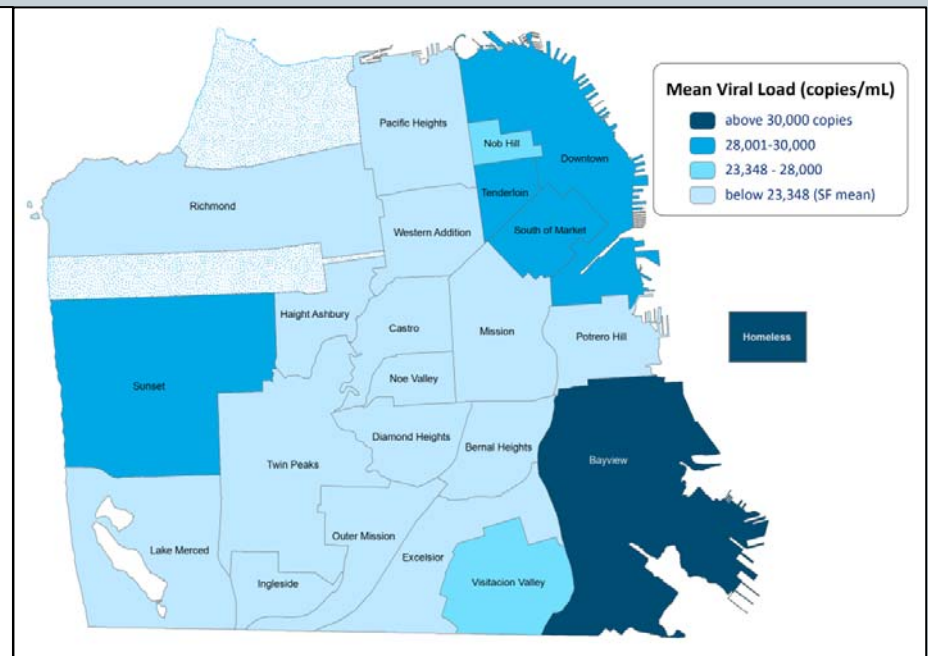 Mean Viral Load (copies/mL)
above 30,000 copies
28,001-30,000
23,348 - 28,000
below 23,348 (SF mean)
Pacific Heights
Nob Hill
Downtown
Richmond
Tenderloin
Western Addition
South of Market
Haight Ashbury
Castro
Mission
Potrero Hill
Homeless
Sunset
Noe Valley
Diamond Heights
Bernal Heights
Twin Peaks
Bayview
Outer Mission
Lake Merced
Excelsior
Ingleside
Visitacion Valley